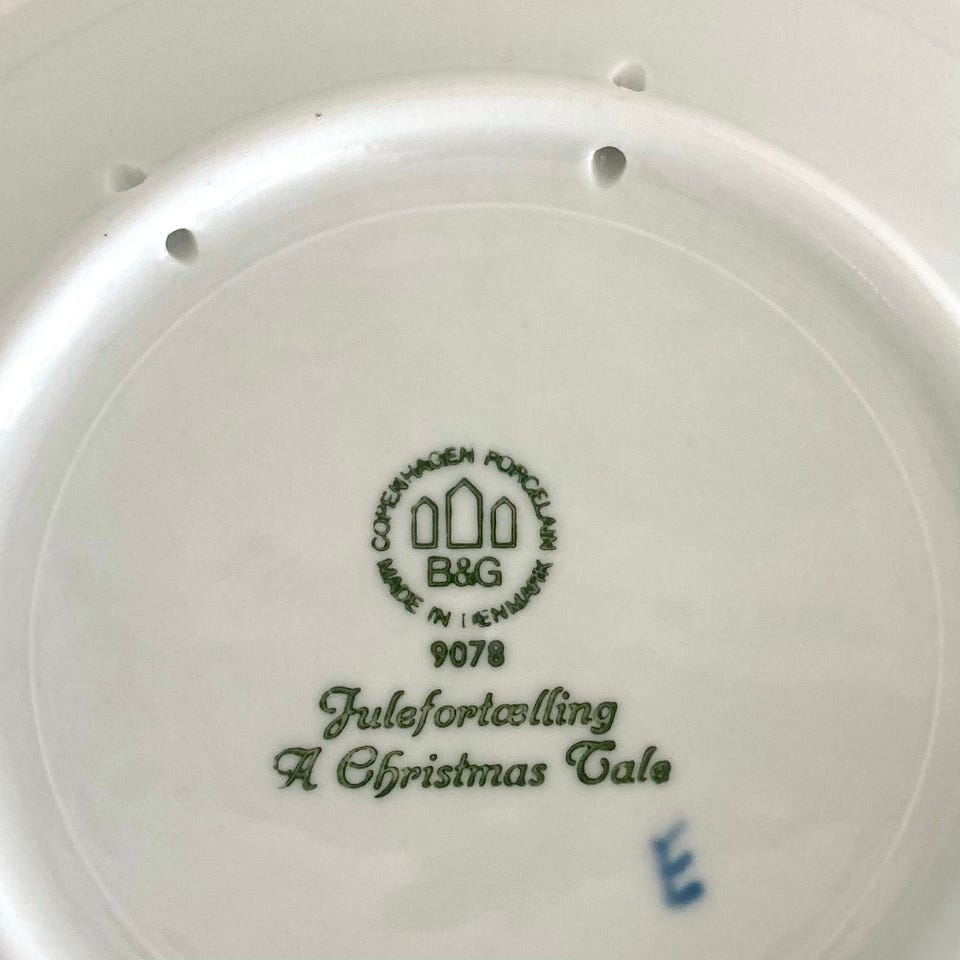 COPENHAGEN PORCELAIN
B&G
MADE IN DENMARK
9078
Julefortælling
A Christmas Tale
E